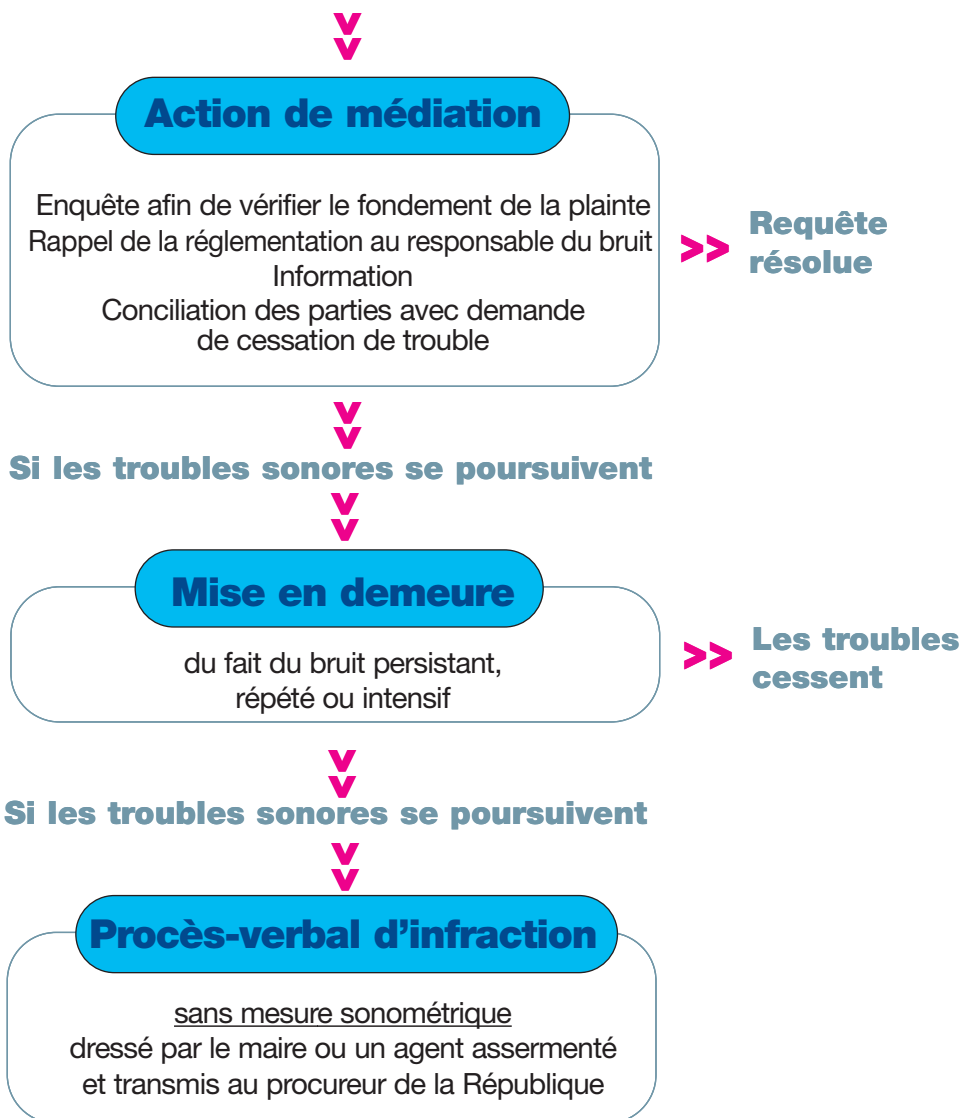 Action de médiation
Enquête afin de vérifier le fondement de la plainte
Rappel de la réglementation au responsable du bruit
Information
Conciliation des parties avec demande
de cessation de trouble
>> Requête
résolue
Si les troubles sonores se poursuivent
Mise en demeure
du fait du bruit persistant,
répété ou intensif
>> Les troubles
cessent
Si les troubles sonores se poursuivent
Procès-verbal d’infraction
sans mesure sonométrique
dressé par le maire ou un agent assermenté
et transmis au procureur de la République